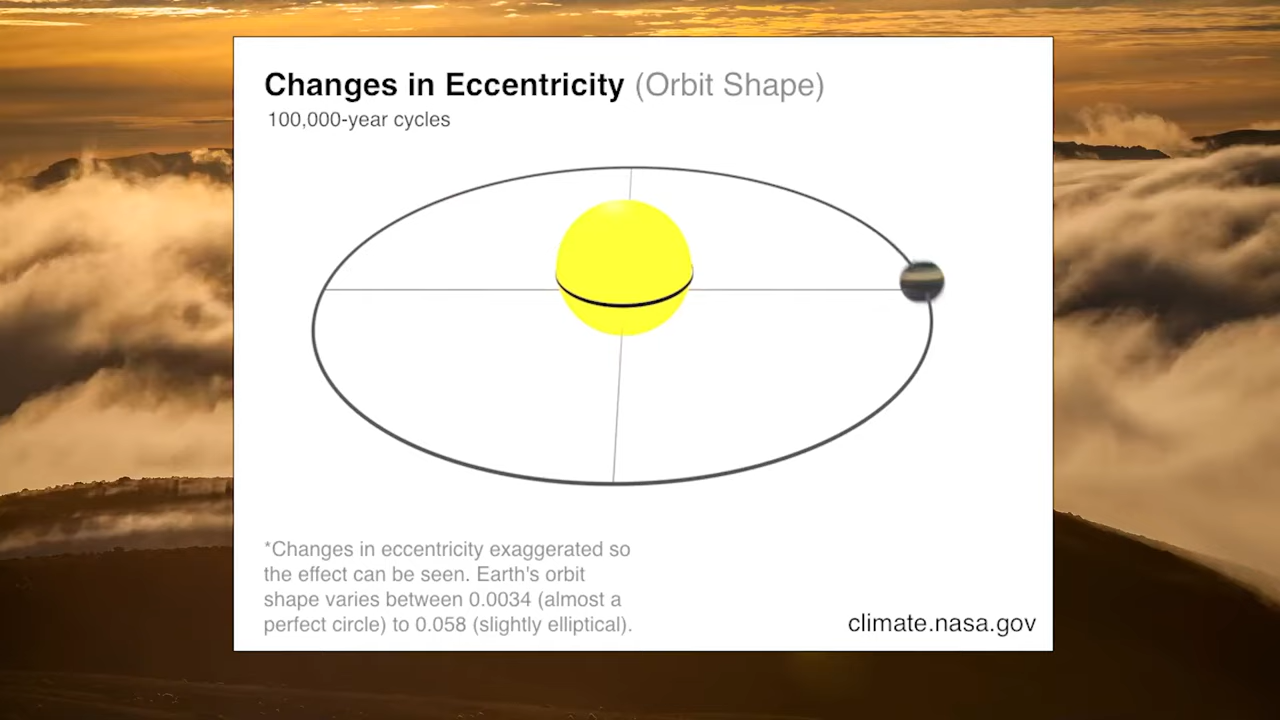 Changes in Eccentricity (Orbit Shape)
100,000-year cycles
*Changes in eccentricity exaggerated so
the effect can be seen. Earth's orbit
shape varies between 0.0034 (almost a
perfect circle) to 0.058 (slightly elliptical).
climate.nasa.gov